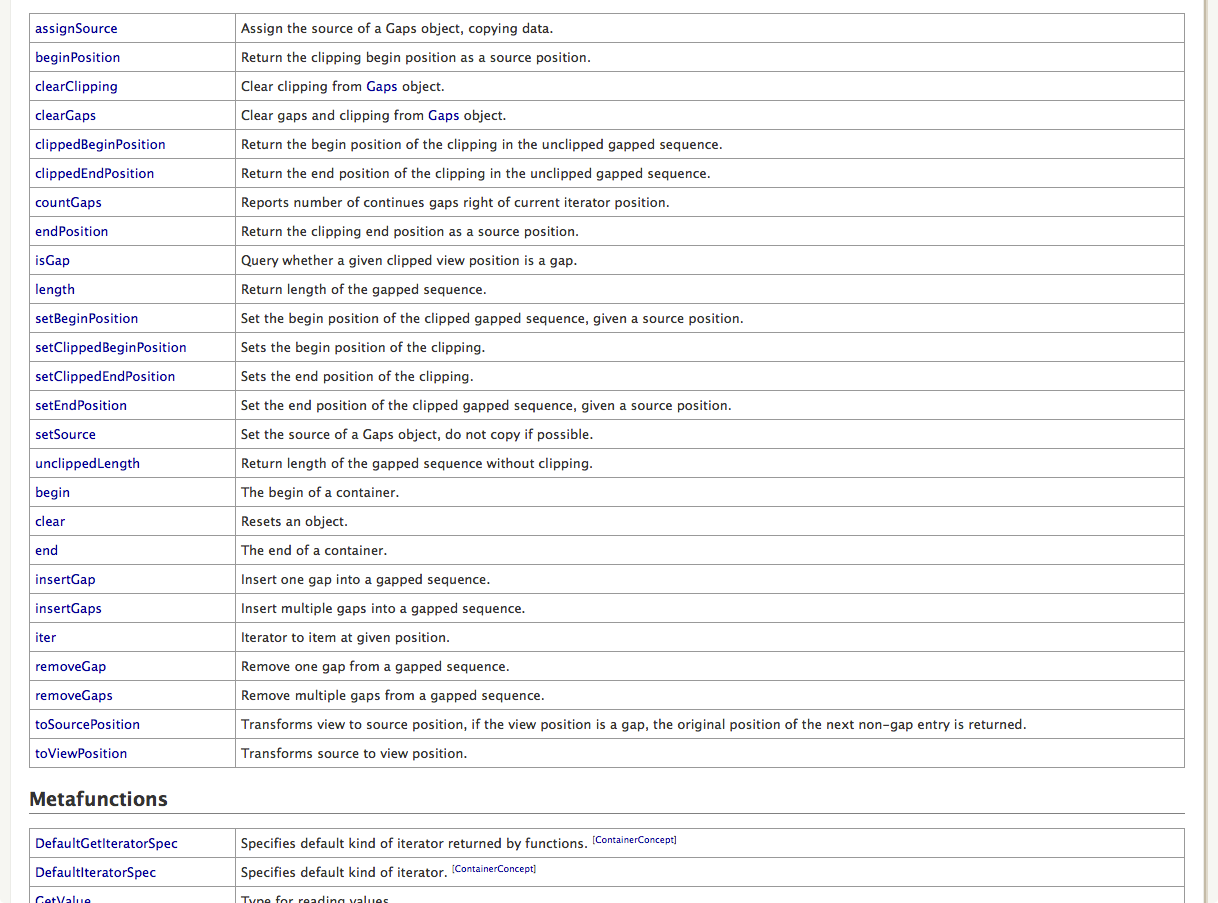 assignSource Assign the source of a Gaps object, copying data.
beginPosition Return the clipping begin position as a source position.
clearClipping Clear clipping from Gaps object.
clearGaps Clear gaps and clipping from Gaps object.
clippedBeginPosition Return the begin position of the clipping in the unclipped gapped sequence.
clippedEndPosition Return the end position of the clipping in the unclipped gapped sequence.
countGaps Reports number of continues gaps right of current iterator position.
endPosition Return the clipping end position as a source position.
isGap Query whether a given clipped view position is a gap.
length Return length of the gapped sequence.
setBeginPosition Set the begin position of the clipped gapped sequence, given a source position.
setClippedBeginPosition Sets the begin position of the clipping.
setClippedEndPosition Sets the end position of the clipping.
setEndPosition Set the end position of the clipped gapped sequence, given a source position.
setSource Set the source of a Gaps object, do not copy if possible.
unclippedLength Return length of the gapped sequence without clipping.
begin The begin of a container.
clear Resets an object.
end The end of a container.
insertGap Insert one gap into a gapped sequence.
insertGaps Insert multiple gaps into a gapped sequence.
iter Iterator to item at given position.
removeGap Remove one gap from a gapped sequence.
removeGaps Remove multiple gaps from a gapped sequence.
toSourcePosition Transforms view to source position, if the view position is a gap, the original position of the next non-gap entry is returned.
toViewPosition Transforms source to view position.
Metafunctions
DefaultGetIteratorSpec Specifies default kind of iterator returned by functions. [ContainerConcept]
DefaultIteratorSpec Specifies default kind of iterator. [ContainerConcept]
GetValue Type for reading values.